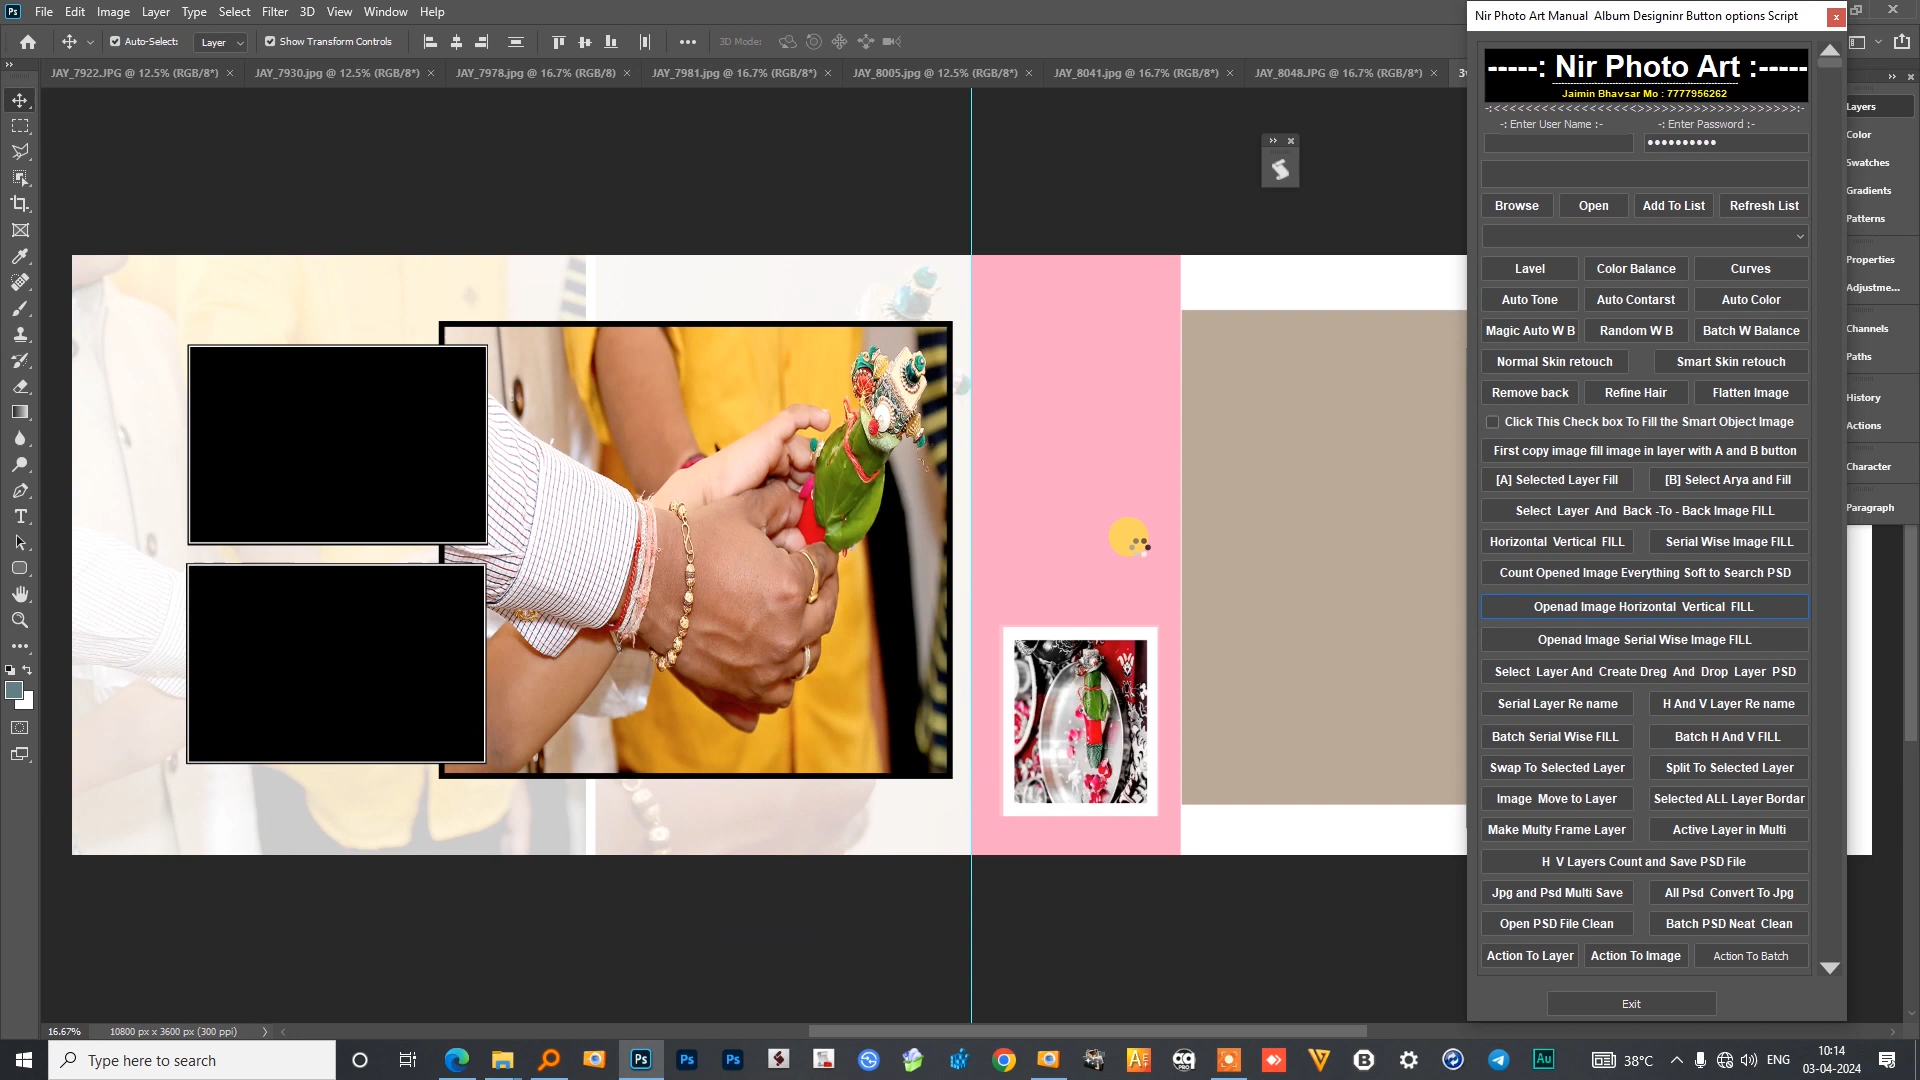 Ps File Edit Image Layer Type Select Filter 3D View Window Help
Auto-Select: Layer Show Transform Controls 3D Mode:
JAY_7922.JPG @ 12.5% (RGB/8*) JAY_7930.jpg @ 12.5% (RGB/8*) JAY_7978.jpg @ 16.7% (RGB/8) JAY_7981.jpg @ 16.7% (RGB/8*) JAY_8005.jpg @ 12.5% (RGB/8*) JAY_8041.jpg @ 16.7% (RGB/8*) JAY_8048.JPG @ 16.7% (RGB/8*)
Nir Photo Art Manual Album Designinr Button options Script
-----: Nir Photo Art :-----
Jaimin Bhavsar Mo : 7777956262
-: Enter User Name :- -: Enter Password :-
Browse Open Add To List Refresh List
Lavel Color Balance Curves
Auto Tone Auto Contarst Auto Color
Magic Auto W B Random W B Batch W Balance
Normal Skin retouch Smart Skin retouch
Remove back Refine Hair Flatten Image
Click This Check box To Fill the Smart Object Image
First copy image fill image in layer with A and B button
[A] Selected Layer Fill [B] Select Arya and Fill
Select Layer And Back -To - Back Image FILL
Horizontal Vertical FILL Serial Wise Image FILL
Count Opened Image Everything Soft to Search PSD
Openad Image Horizontal Vertical FILL
Openad Image Serial Wise Image FILL
Select Layer And Create Dreg And Drop Layer PSD
Serial Layer Re name H And V Layer Re name
Batch Serial Wise FILL Batch H And V FILL
Swap To Selected Layer Split To Selected Layer
Image Move to Layer Selected ALL Layer Bordar
Make Multy Frame Layer Active Layer in Multi
H V Layers Count and Save PSD File
Jpg and Psd Multi Save All Psd Convert To Jpg
Open PSD File Clean Batch PSD Neat Clean
Action To Layer Action To Image Action To Batch
Exit
Layers
Color
Swatches
Gradients
Patterns
Properties
Adjustme...
Channels
Paths
History
Actions
Character
Paragraph
16.67% 10800 px x 3600 px (300 ppi)
Type here to search
38°C ENG
10:14
03-04-2024